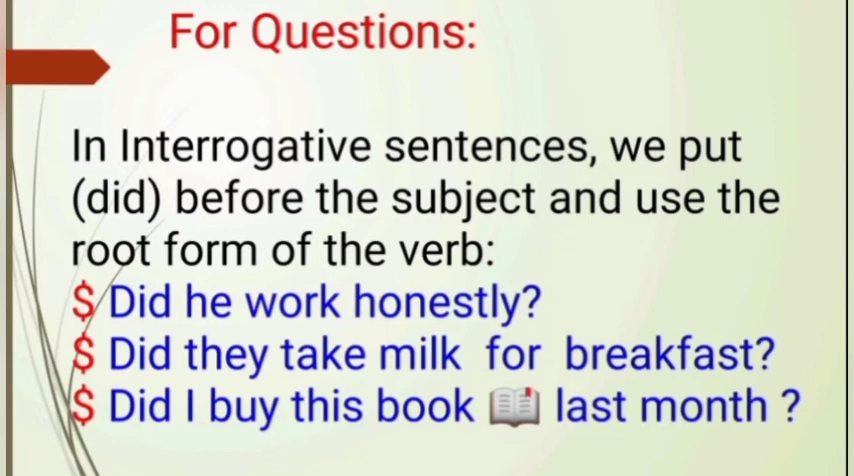 For Questions:
In Interrogative sentences, we put
(did) before the subject and use the
root form of the verb:
$ Did he work honestly?
$ Did they take milk for breakfast?
$ Did I buy this book 📖 last month ?